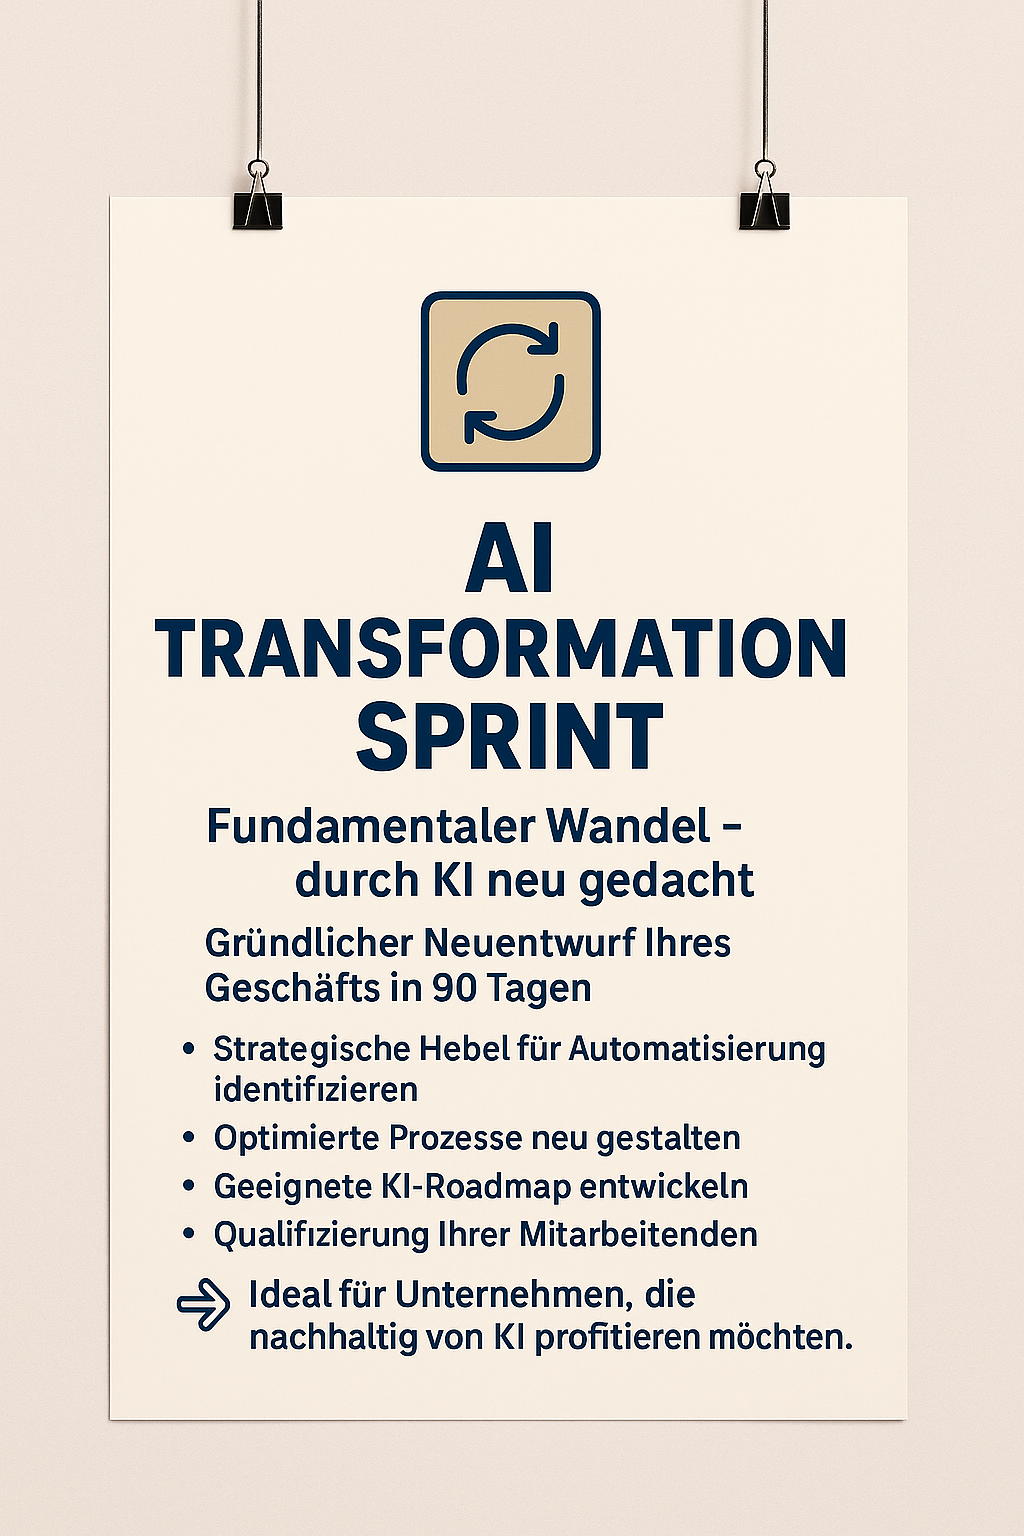 AI
TRANSFORMATION
SPRINT
Fundamentaler Wandel –
durch KI neu gedacht
Gründlicher Neuentwurf Ihres
Geschäfts in 90 Tagen
• Strategische Hebel für Automatisierung
identifizieren
• Optimierte Prozesse neu gestalten
• Geeignete KI-Roadmap entwickeln
• Qualifizierung Ihrer Mitarbeitenden
Ideal für Unternehmen, die
nachhaltig von KI profitieren möchten.